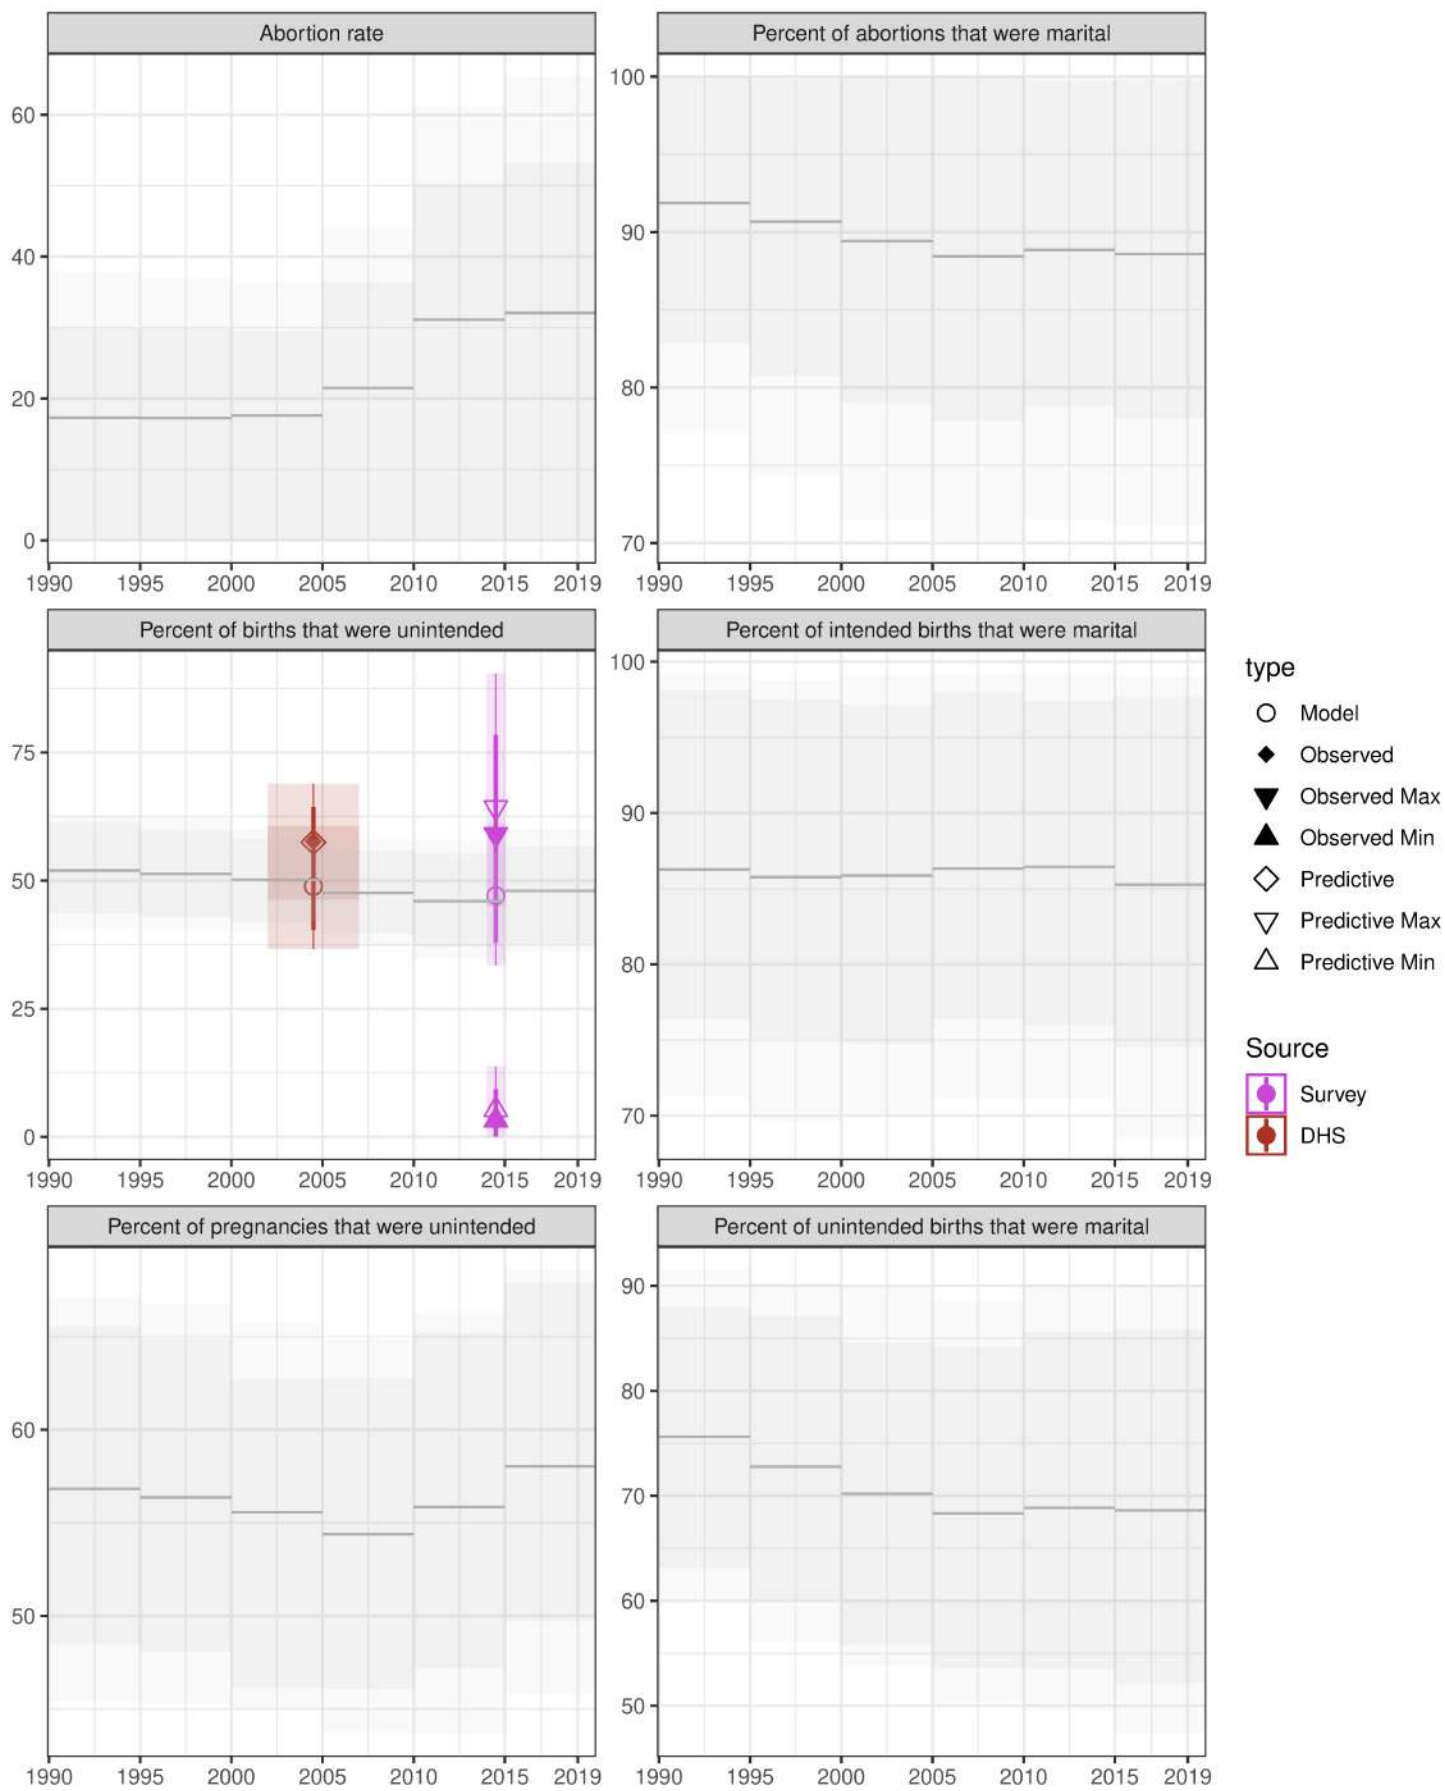 Abortion rate
Percent of abortions that were marital
60
40
20
0
1990 1995 2000 2005 2010 2015 2019
100
90
80
70
1990 1995 2000 2005 2010 2015 2019
Percent of births that were unintended
Percent of intended births that were marital
75
50
25
0
1990 1995 2000 2005 2010 2015 2019
100
90
80
70
1990 1995 2000 2005 2010 2015 2019
type
Model
Observed
Observed Max
Observed Min
Predictive
Predictive Max
Predictive Min
Source
Survey
DHS
Percent of pregnancies that were unintended
Percent of unintended births that were marital
60
50
1990 1995 2000 2005 2010 2015 2019
90
80
70
60
50
1990 1995 2000 2005 2010 2015 2019